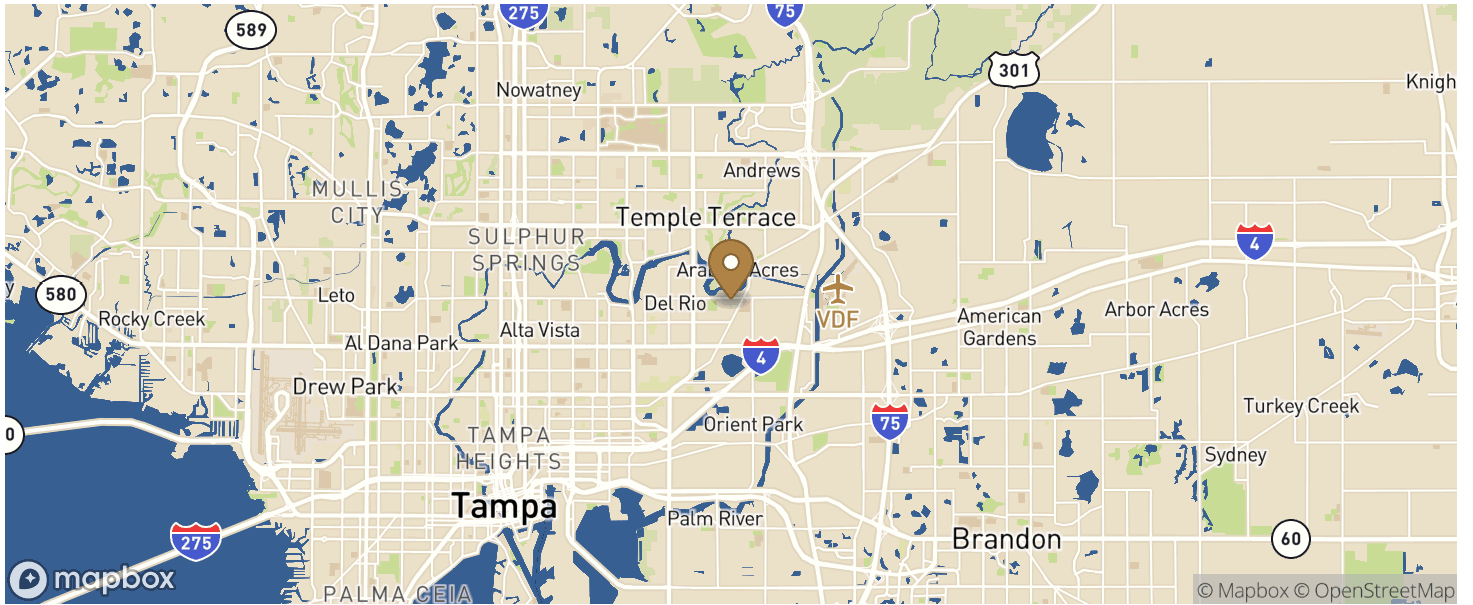 275
75
589
301
Knigh
Nowatney
Andrews
MULLIS
CITY
Temple Terrace
SULPHUR
SPRINGS
4
y
580
Leto
Del Rio
VDF
Rocky Creek
Alta Vista
American
Gardens
Arbor Acres
Al Dana Park
4
Drew Park
Turkey Creek
75
Orient Park
0
TAMPA
HEIGHTS
Sydney
Tampa
Palm River
275
Brandon
60
mapbox
PALMA CEIA
© Mapbox © OpenStreetMap